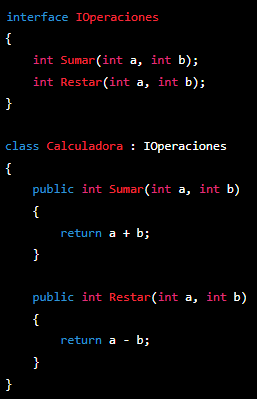 interface IOperaciones
{
    int Sumar(int a, int b);
    int Restar(int a, int b);
}

class Calculadora : IOperaciones
{
    public int Sumar(int a, int b)
    {
        return a + b;
    }

    public int Restar(int a, int b)
    {
        return a - b;
    }
}